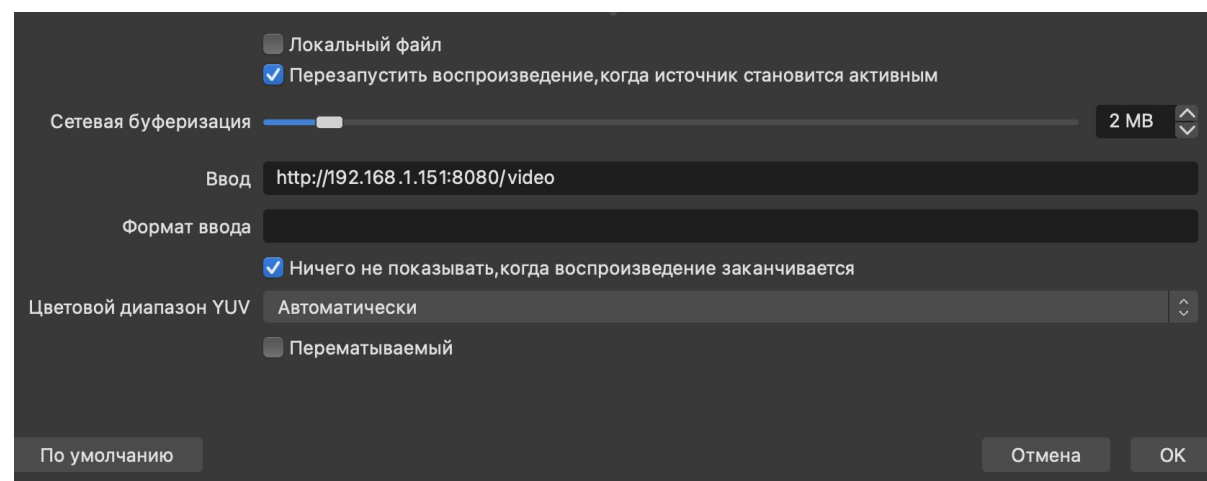 Локальный файл
Перезапустить воспроизведение,когда источник становится активным
Сетевая буферизация 2 MB
Ввод http://192.168.1.151:8080/video
Формат ввода
Ничего не показывать,когда воспроизведение заканчивается
Цветовой диапазон YUV Автоматически
Перематываемый
По умолчанию Отмена OK